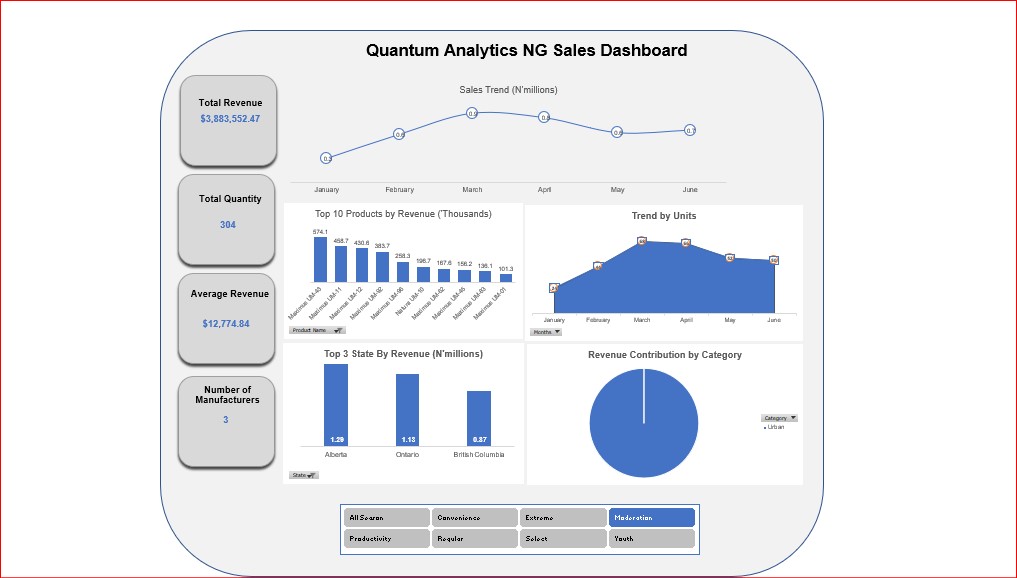 Quantum Analytics NG Sales Dashboard
Total Revenue
$3,883,552.47
Total Quantity
304
Average Revenue
$12,774.84
Number of
Manufacturers
3
Sales Trend (N'millions)
0.3
0.6
0.9
0.8
0.6
0.7
January
February
March
April
May
June
Top 10 Products by Revenue ('Thousands)
574.1
458.7
430.6
383.7
258.3
196.7
167.6
156.2
136.1
101.3
Maximus UM-43
Maximus UM-11
Maximus UM-12
Maximus UM-92
Maximus UM-96
Natura UM-10
Maximus UM-62
Maximus UM-45
Maximus UM-93
Maximus UM-01
Product Name
Trend by Units
January
February
March
April
May
June
Months
Top 3 State By Revenue (N'millions)
1.29
1.13
0.87
Alberta
Ontario
British Columbia
State
Revenue Contribution by Category
Category
Urban
All Season
Convenience
Extreme
Moderation
Productivity
Regular
Select
Youth